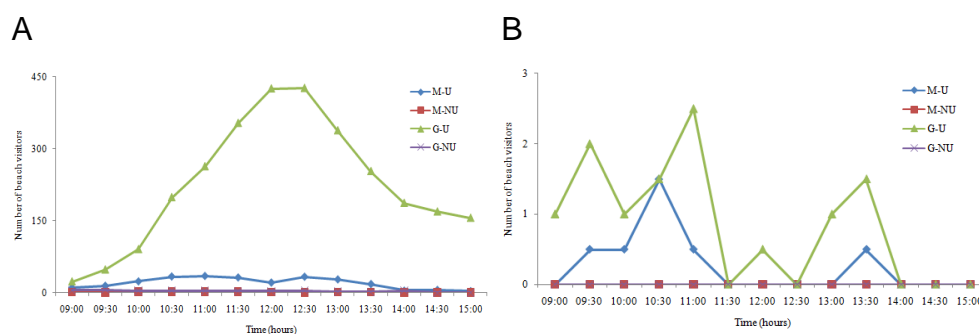 A
B
Number of beach visitors
450
300
150
0
09:00 09:30 10:00 10:30 11:00 11:30 12:00 12:30 13:00 13:30 14:00 14:30 15:00
Time (hours)
M-U
M-NU
G-U
G-NU
Number of beach visitors
3
2
1
0
09:00 09:30 10:00 10:30 11:00 11:30 12:00 12:30 13:00 13:30 14:00 14:30 15:00
Time (hours)
M-U
M-NU
G-U
G-NU